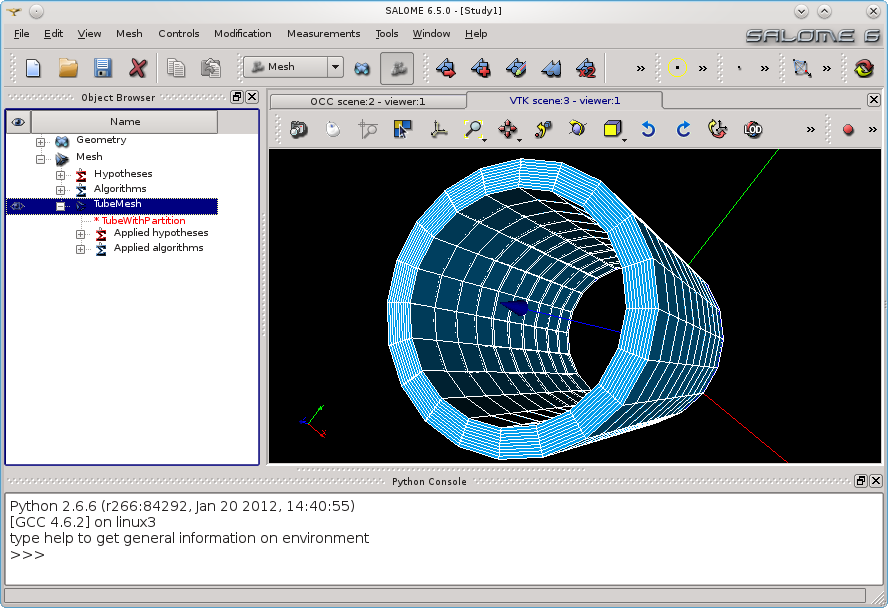 SALOME 6.5.0 - [Study1]
File Edit View Mesh Controls Modification Measurements Tools Window Help
SALOME 6
Mesh
» » » »
Object Browser
OCC scene:2 - viewer:1
VTK scene:3 - viewer:1
Name
LOD
» »
Geometry
Mesh
Hypotheses
Algorithms
TubeMesh
*TubeWithPartition
Applied hypotheses
Applied algorithms
Python Console
Python 2.6.6 (r266:84292, Jan 20 2012, 14:40:55)
[GCC 4.6.2] on linux3
type help to get general information on environment
>>>